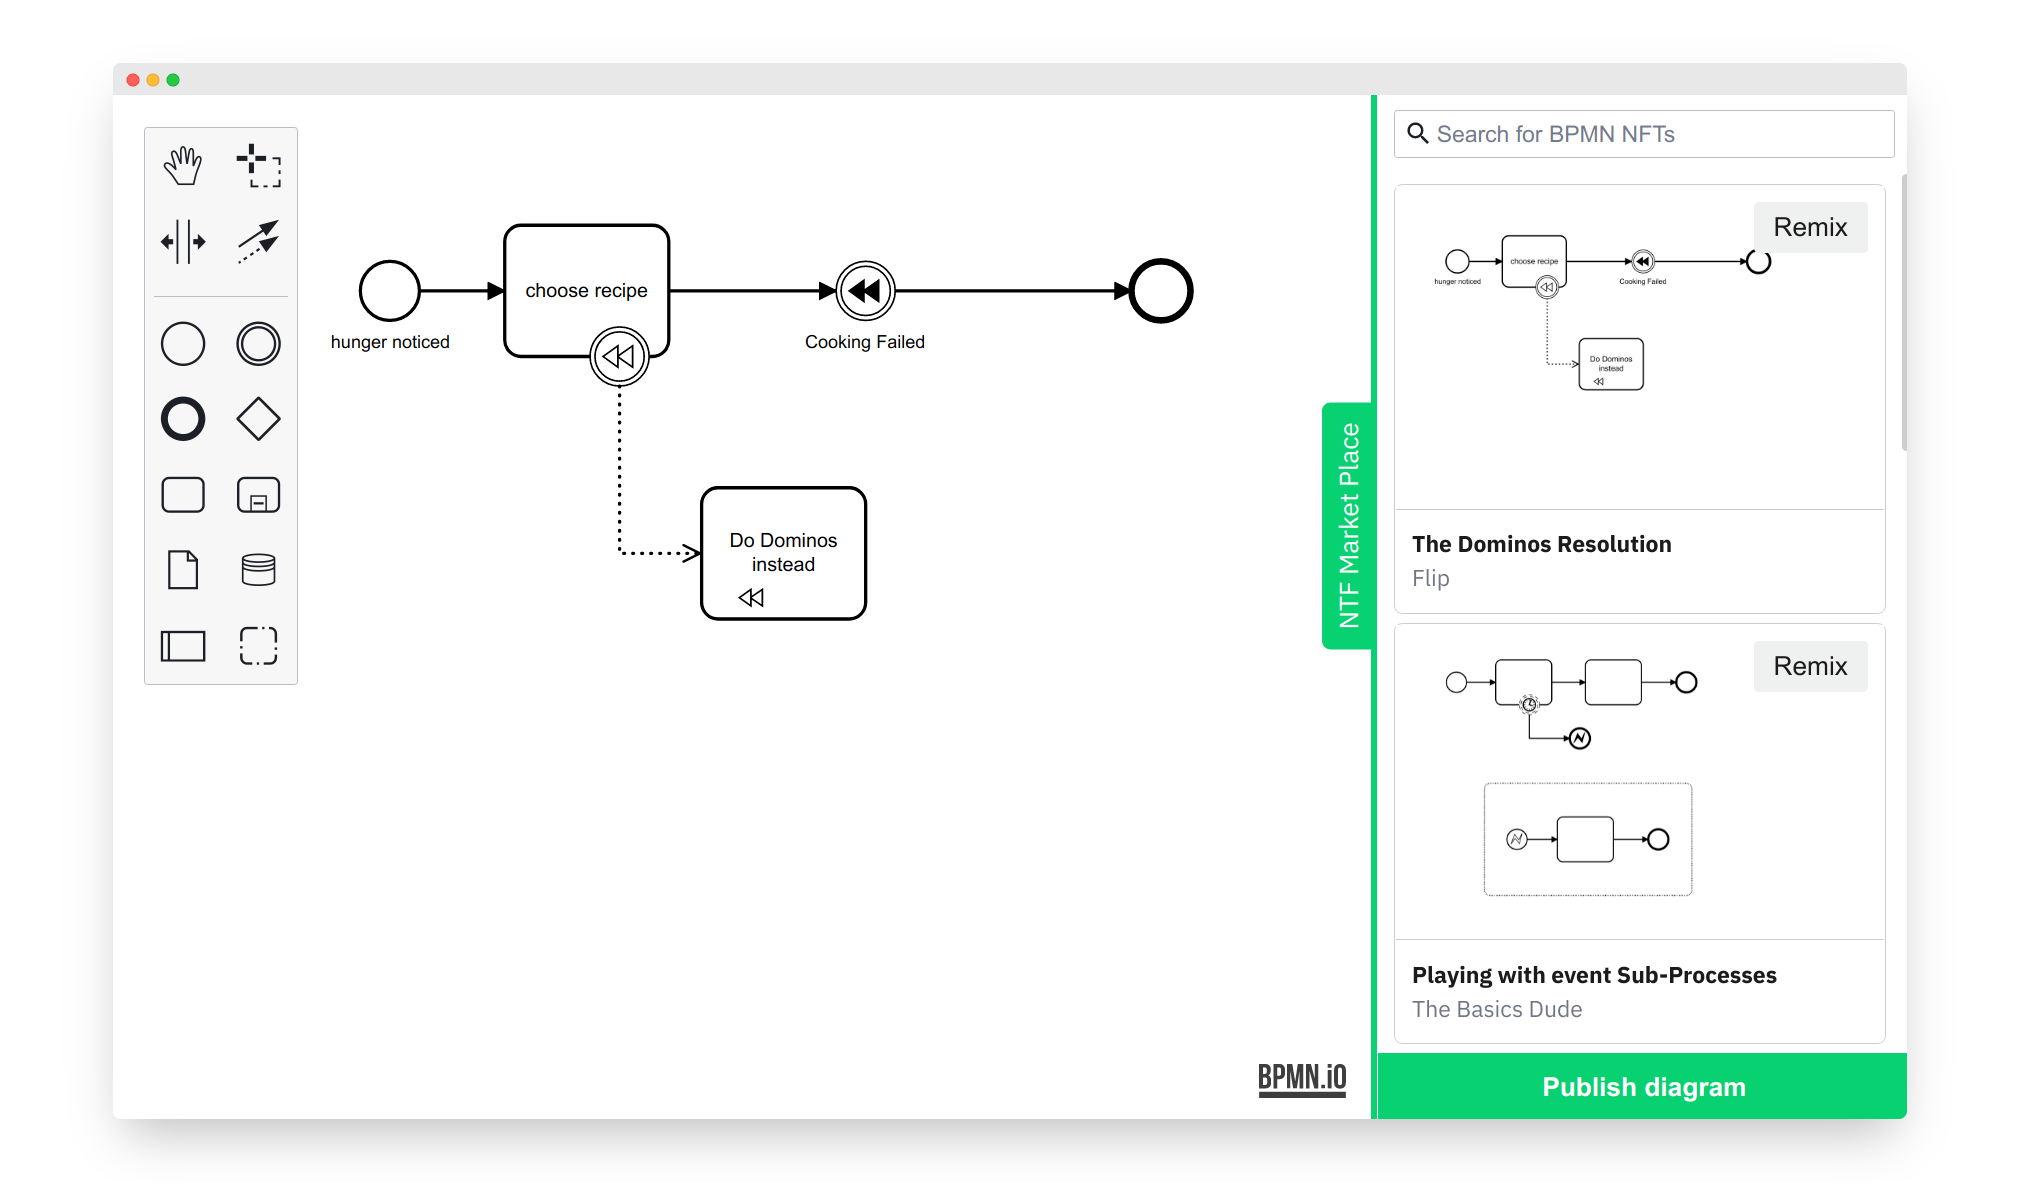 hunger noticed
choose recipe
Cooking Failed
Do Dominos
instead
BPMN.iO
NTF Market Place
Search for BPMN NFTs
Remix
hunger noticed
choose recipe
Cooking Failed
Do Dominos
instead
The Dominos Resolution
Flip
Remix
Playing with event Sub-Processes
The Basics Dude
Publish diagram